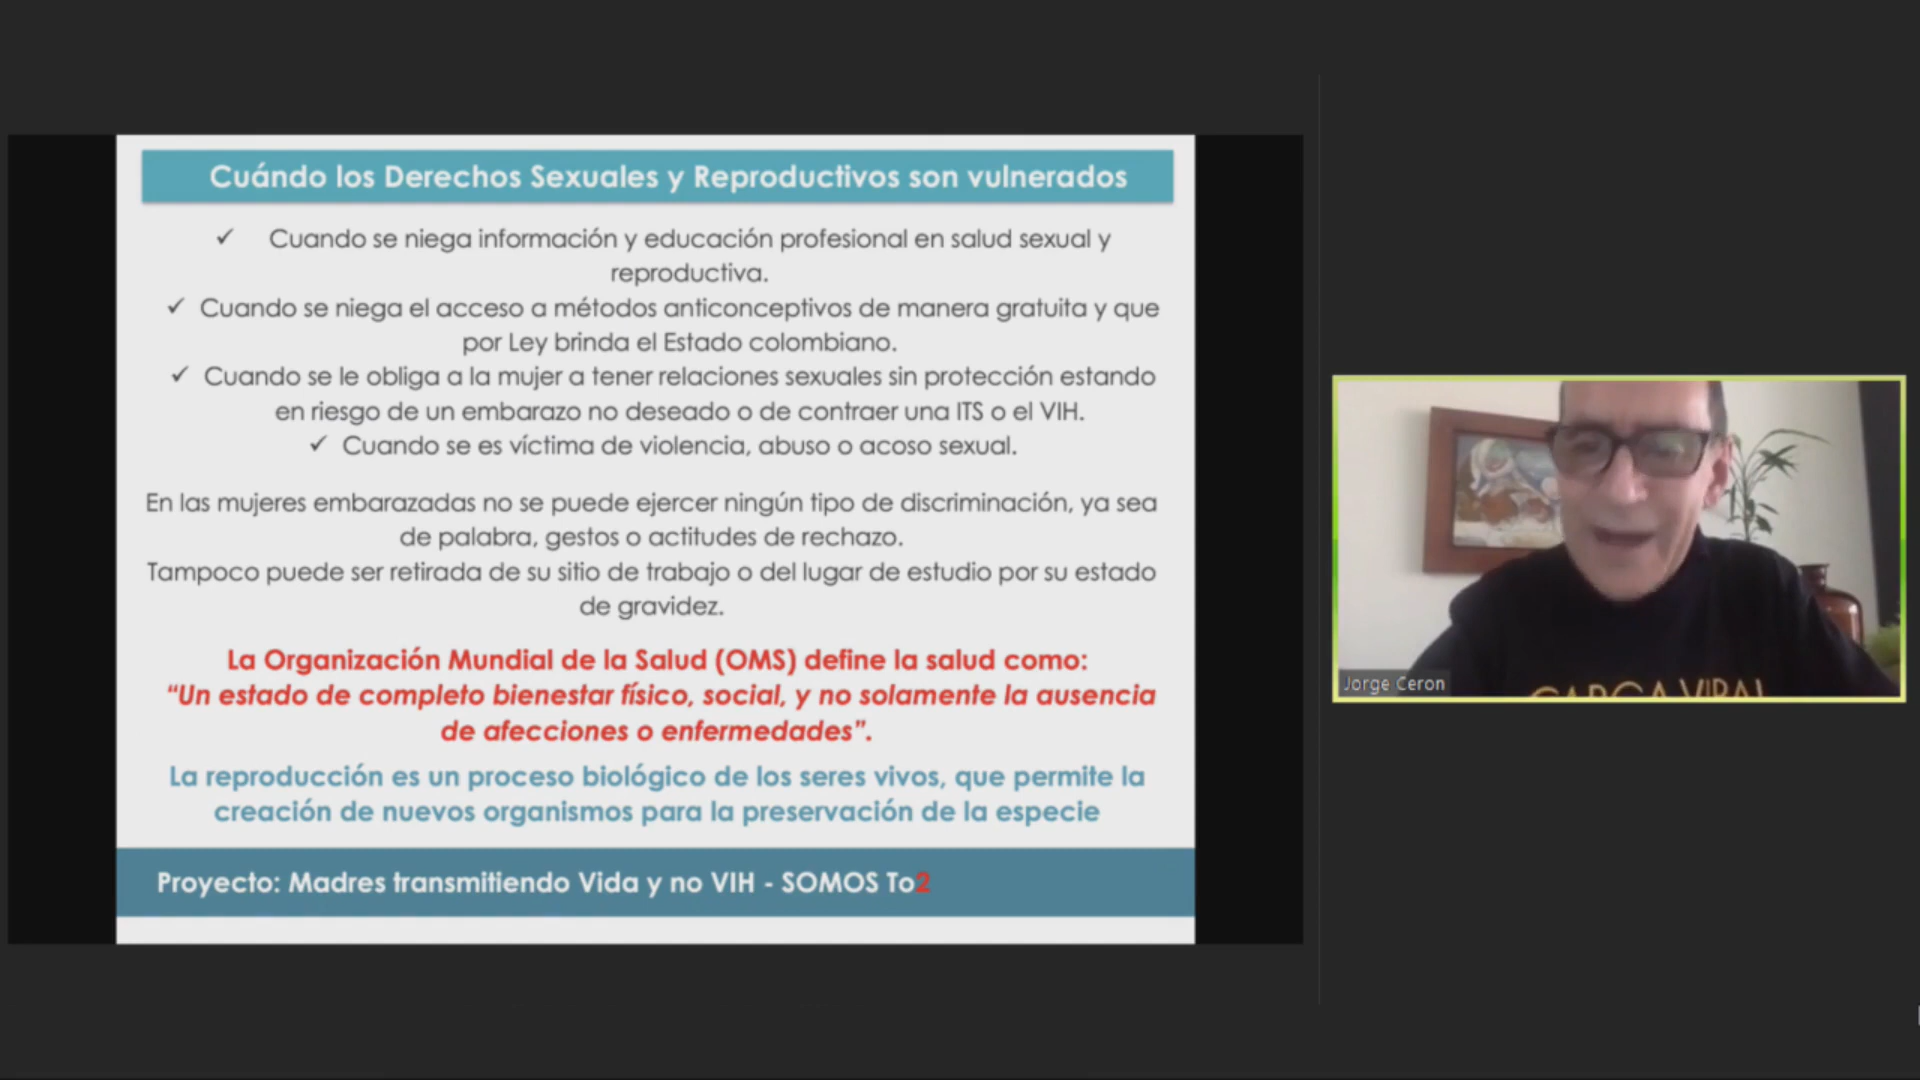 Cuándo los Derechos Sexuales y Reproductivos son vulnerados
✓ Cuando se niega información y educación profesional en salud sexual y
reproductiva.
✓ Cuando se niega el acceso a métodos anticonceptivos de manera gratuita y que
por Ley brinda el Estado colombiano.
✓ Cuando se le obliga a la mujer a tener relaciones sexuales sin protección estando
en riesgo de un embarazo no deseado o de contraer una ITS o el VIH.
✓ Cuando se es víctima de violencia, abuso o acoso sexual.
En las mujeres embarazadas no se puede ejercer ningún tipo de discriminación, ya sea
de palabra, gestos o actitudes de rechazo.
Tampoco puede ser retirada de su sitio de trabajo o del lugar de estudio por su estado
de gravidez.
La Organización Mundial de la Salud (OMS) define la salud como:
“Un estado de completo bienestar físico, social, y no solamente la ausencia
de afecciones o enfermedades”.
La reproducción es un proceso biológico de los seres vivos, que permite la
creación de nuevos organismos para la preservación de la especie
Proyecto: Madres transmitiendo Vida y no VIH - SOMOS To2
Jorge Ceron
CARGA VIRAL